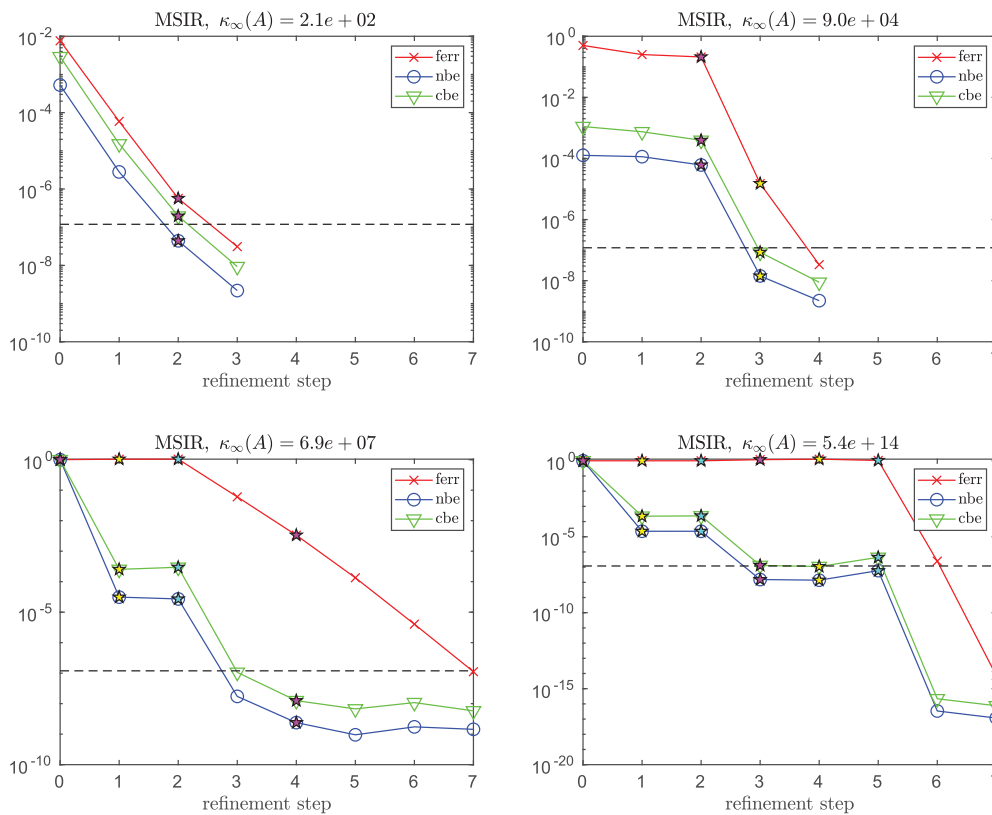 MSIR, κ∞(A) = 2.1e + 02
10^-2
10^-4
10^-6
10^-8
10^-10
0 1 2 3 4 5 6 7
refinement step
ferr
nbe
cbe
MSIR, κ∞(A) = 9.0e + 04
10^0
10^-2
10^-4
10^-6
10^-8
10^-10
0 1 2 3 4 5 6 7
refinement step
ferr
nbe
cbe
MSIR, κ∞(A) = 6.9e + 07
10^0
10^-5
10^-10
0 1 2 3 4 5 6 7
refinement step
ferr
nbe
cbe
MSIR, κ∞(A) = 5.4e + 14
10^0
10^-5
10^-10
10^-15
10^-20
0 1 2 3 4 5 6 7
refinement step
ferr
nbe
cbe